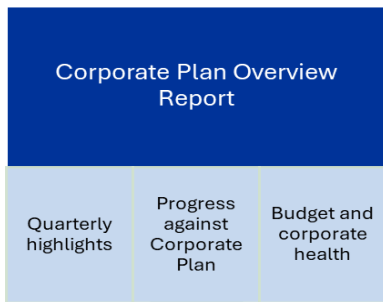 Corporate Plan Overview
Report
Quarterly
highlights
Progress
against
Corporate
Plan
Budget and
corporate
health